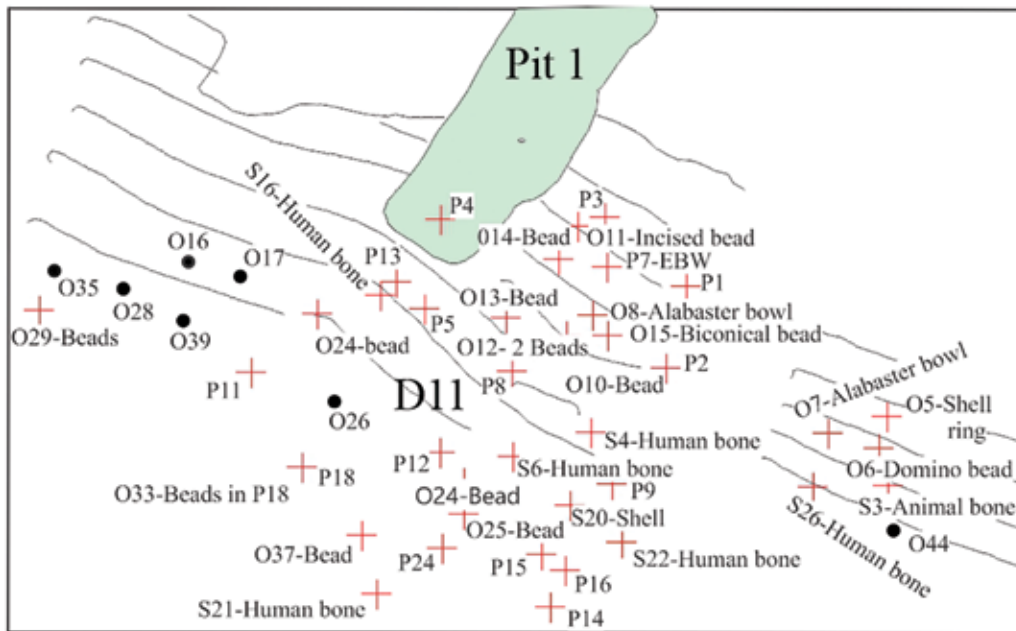 Pit 1
S16-Human bone
P4
P3
014-Bead
O11-Incised bead
P7-EBW
P1
O16
O17
P13
O35
O28
O13-Bead
O8-Alabaster bowl
O29-Beads
O39
O24-bead
P5
O12- 2 Beads
O15-Biconical bead
P11
P8
O10-Bead
P2
D11
O7-Alabaster bowl
O5-Shell
ring
O26
S4-Human bone
P12
S6-Human bone
O6-Domino bead
O33-Beads in P18
P18
P9
O24-Bead
S3-Animal bone
S26-Human bone
O25-Bead
S20-Shell
O44
O37-Bead
P24
P15
S22-Human bone
P16
S21-Human bone
P14